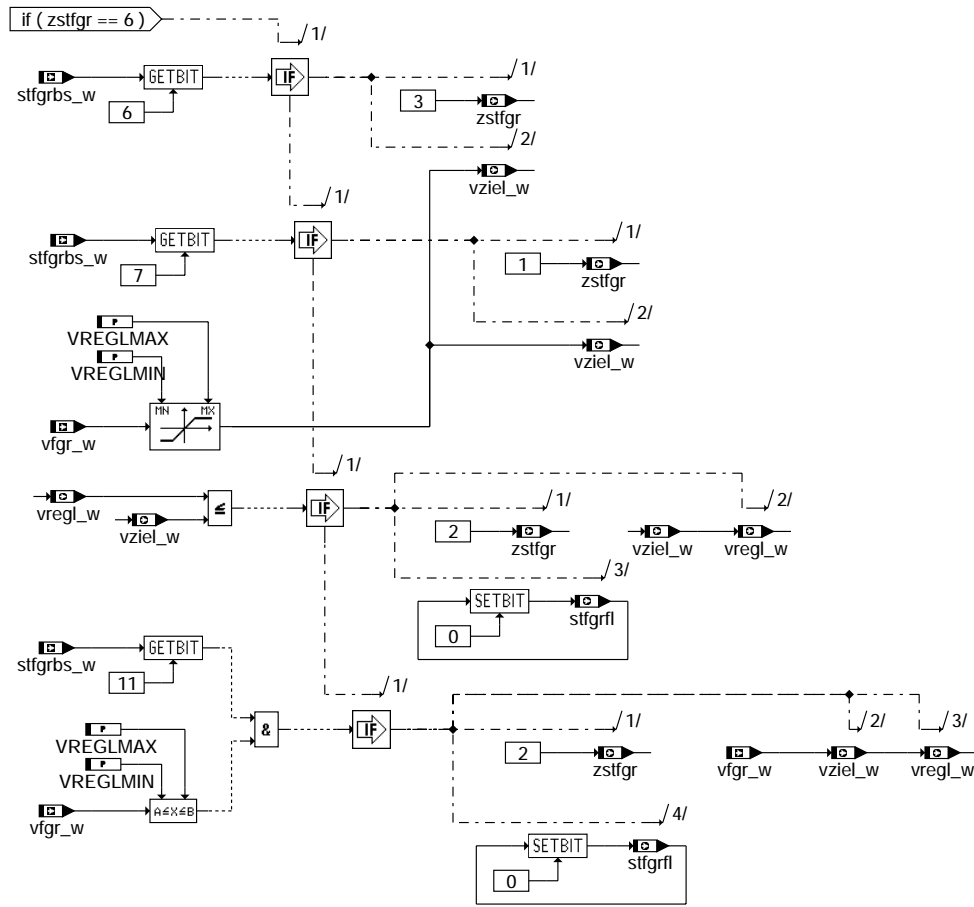 if ( zstfgr == 6 )
/1/
stfgrbs_w
GETBIT
6
IF
/1/
3
zstfgr
/2/
vziel_w
/1/
stfgrbs_w
GETBIT
7
IF
/1/
1
zstfgr
/2/
vziel_w
P
VREGLMAX
P
VREGLMIN
MN MX
vfgr_w
/1/
vregl_w
vziel_w
≤
IF
/1/
2
zstfgr
/2/
vziel_w
vregl_w
/3/
SETBIT
0
stfgrfl
/1/
stfgrbs_w
GETBIT
11
&
IF
P
VREGLMAX
P
VREGLMIN
A≤X≤B
vfgr_w
/1/
2
zstfgr
/2/
/3/
vfgr_w
vziel_w
vregl_w
/4/
SETBIT
0
stfgrfl